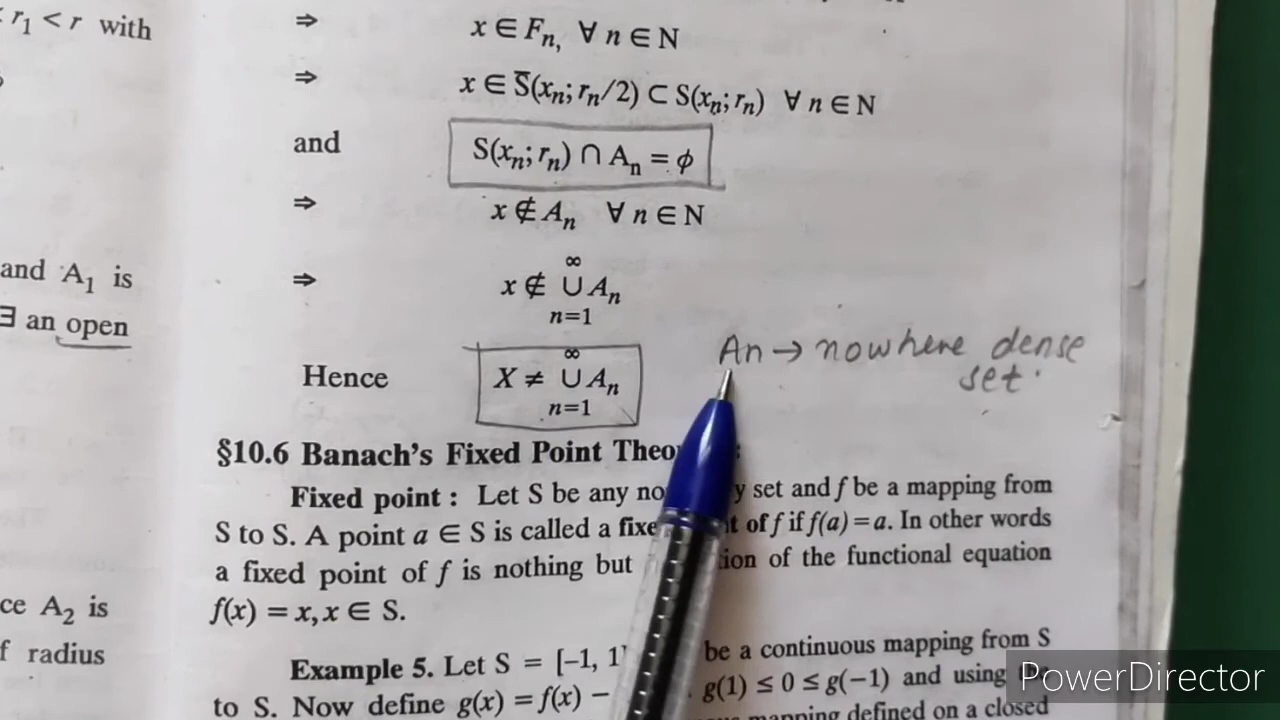 r₁ < r with
⇒ x ∈ Fn, ∀ n ∈ N
⇒ x ∈ S̅(xn; rn/2) ⊂ S(xn; rn) ∀ n ∈ N
and S(xn; rn) ∩ An = ϕ
⇒ x ∉ An ∀ n ∈ N
and A₁ is
∞
⇒ x ∉ ∪ An
n=1
∃ an open
An → nowhere dense
set.
∞
Hence X ≠ ∪ An
n=1
§10.6 Banach's Fixed Point
Fixed point : Let S be any set and f be a mapping from
S to S. A point a ∈ S is called a of f if f(a) = a. In other words
a fixed point of f is nothing but of the functional equation
f(x) = x, x ∈ S.
A₂ is
radius
Example 5. Let S = [–1, 1 be a continuous mapping from S
to S. Now define g(x) = f(x) – g(1) ≤ 0 ≤ g(–1) and using
mapping defined on a closed
PowerDirector